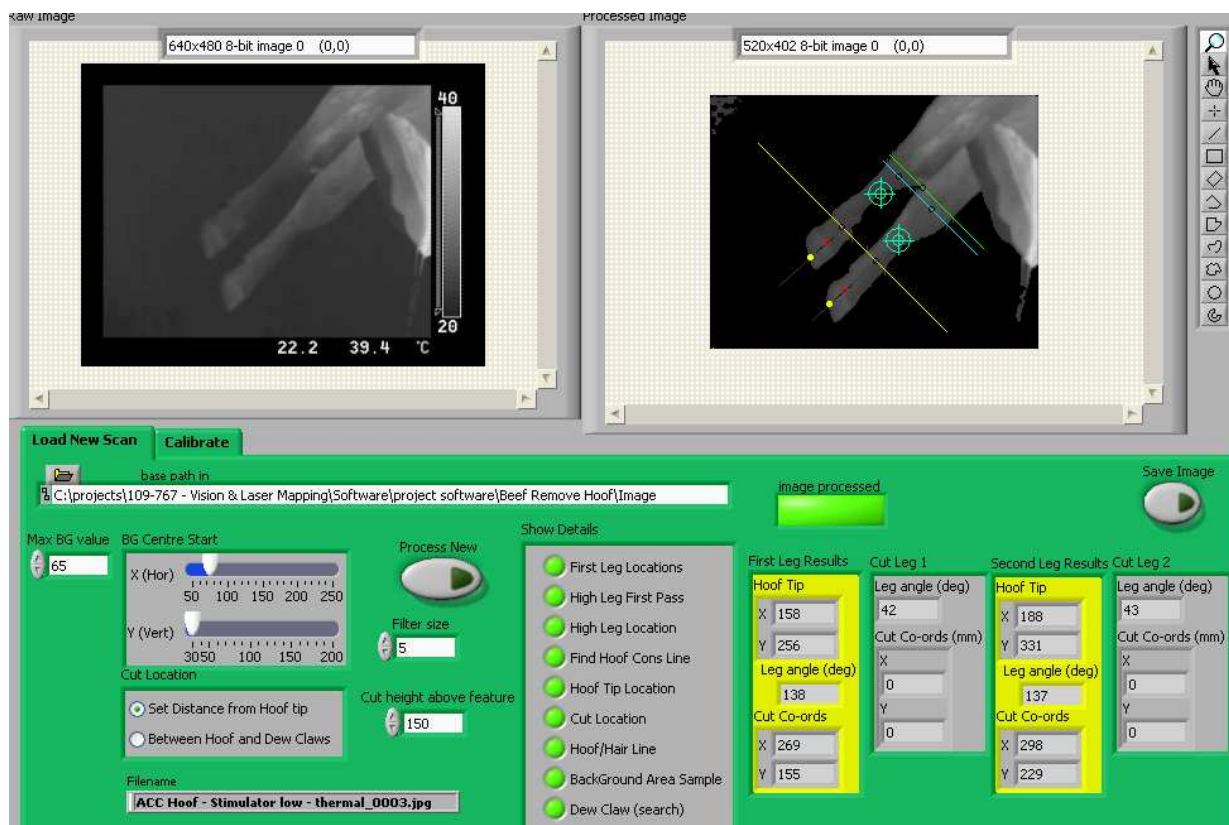 Raw Image
Processed Image
640x480 8-bit image 0 (0,0)
520x402 8-bit image 0 (0,0)
40
20
22.2 39.4 °C
Load New Scan
Calibrate
base path in
C:\projects\109-767 - Vision & Laser Mapping\Software\project software\Beef Remove Hoof\Image
image processed
Save Image
Max BG value
65
BG Centre Start
X (Hor)
50 100 150 200 250
Y (Vert)
30 50 100 150 200
Process New
Filter size
5
Cut Location
Set Distance from Hoof tip
Between Hoof and Dew Claws
Cut height above feature
150
Filename
ACC Hoof - Stimulator low - thermal_0003.jpg
Show Details
First Leg Locations
High Leg First Pass
High Leg Location
Find Hoof Cons Line
Hoof Tip Location
Cut Location
Hoof/Hair Line
BackGround Area Sample
Dew Claw (search)
First Leg Results
Hoof Tip
X 158
Y 256
Leg angle (deg)
138
Cut Co-ords
X 269
Y 155
Cut Leg 1
Leg angle (deg)
42
Cut Co-ords (mm)
X
0
Y
0
Second Leg Results
Hoof Tip
X 188
Y 331
Leg angle (deg)
137
Cut Co-ords
X 298
Y 229
Cut Leg 2
Leg angle (deg)
43
Cut Co-ords (mm)
X
0
Y
0